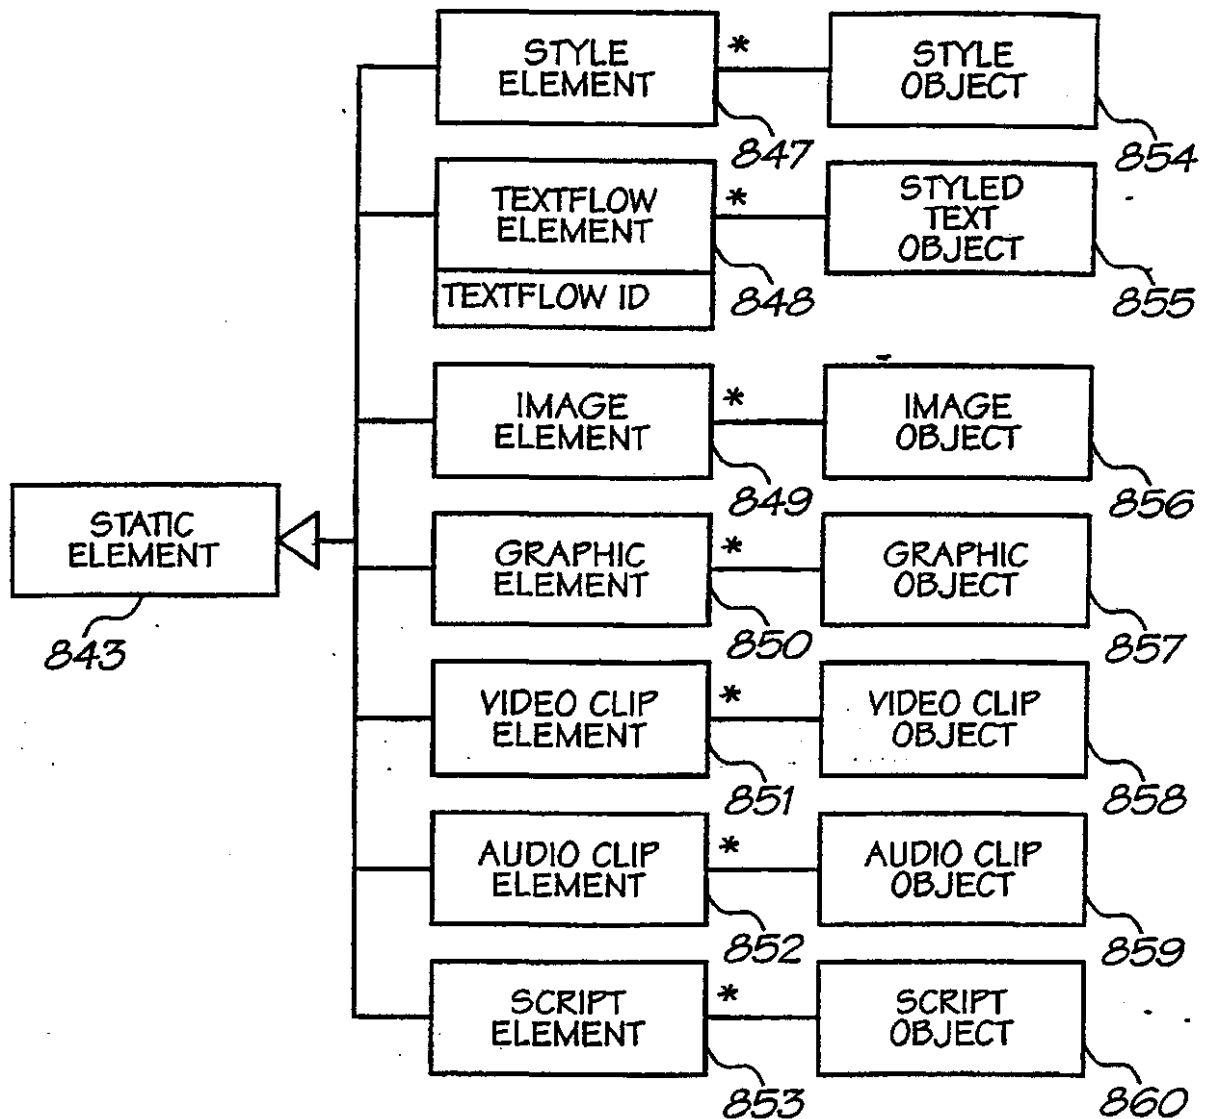 STYLE
ELEMENT
*
STYLE
OBJECT
847
854
TEXTFLOW
ELEMENT
*
STYLED
TEXT
OBJECT
TEXTFLOW ID
848
855
IMAGE
ELEMENT
*
IMAGE
OBJECT
849
856
STATIC
ELEMENT
843
GRAPHIC
ELEMENT
*
GRAPHIC
OBJECT
850
857
VIDEO CLIP
ELEMENT
*
VIDEO CLIP
OBJECT
851
858
AUDIO CLIP
ELEMENT
*
AUDIO CLIP
OBJECT
852
859
SCRIPT
ELEMENT
*
SCRIPT
OBJECT
853
860